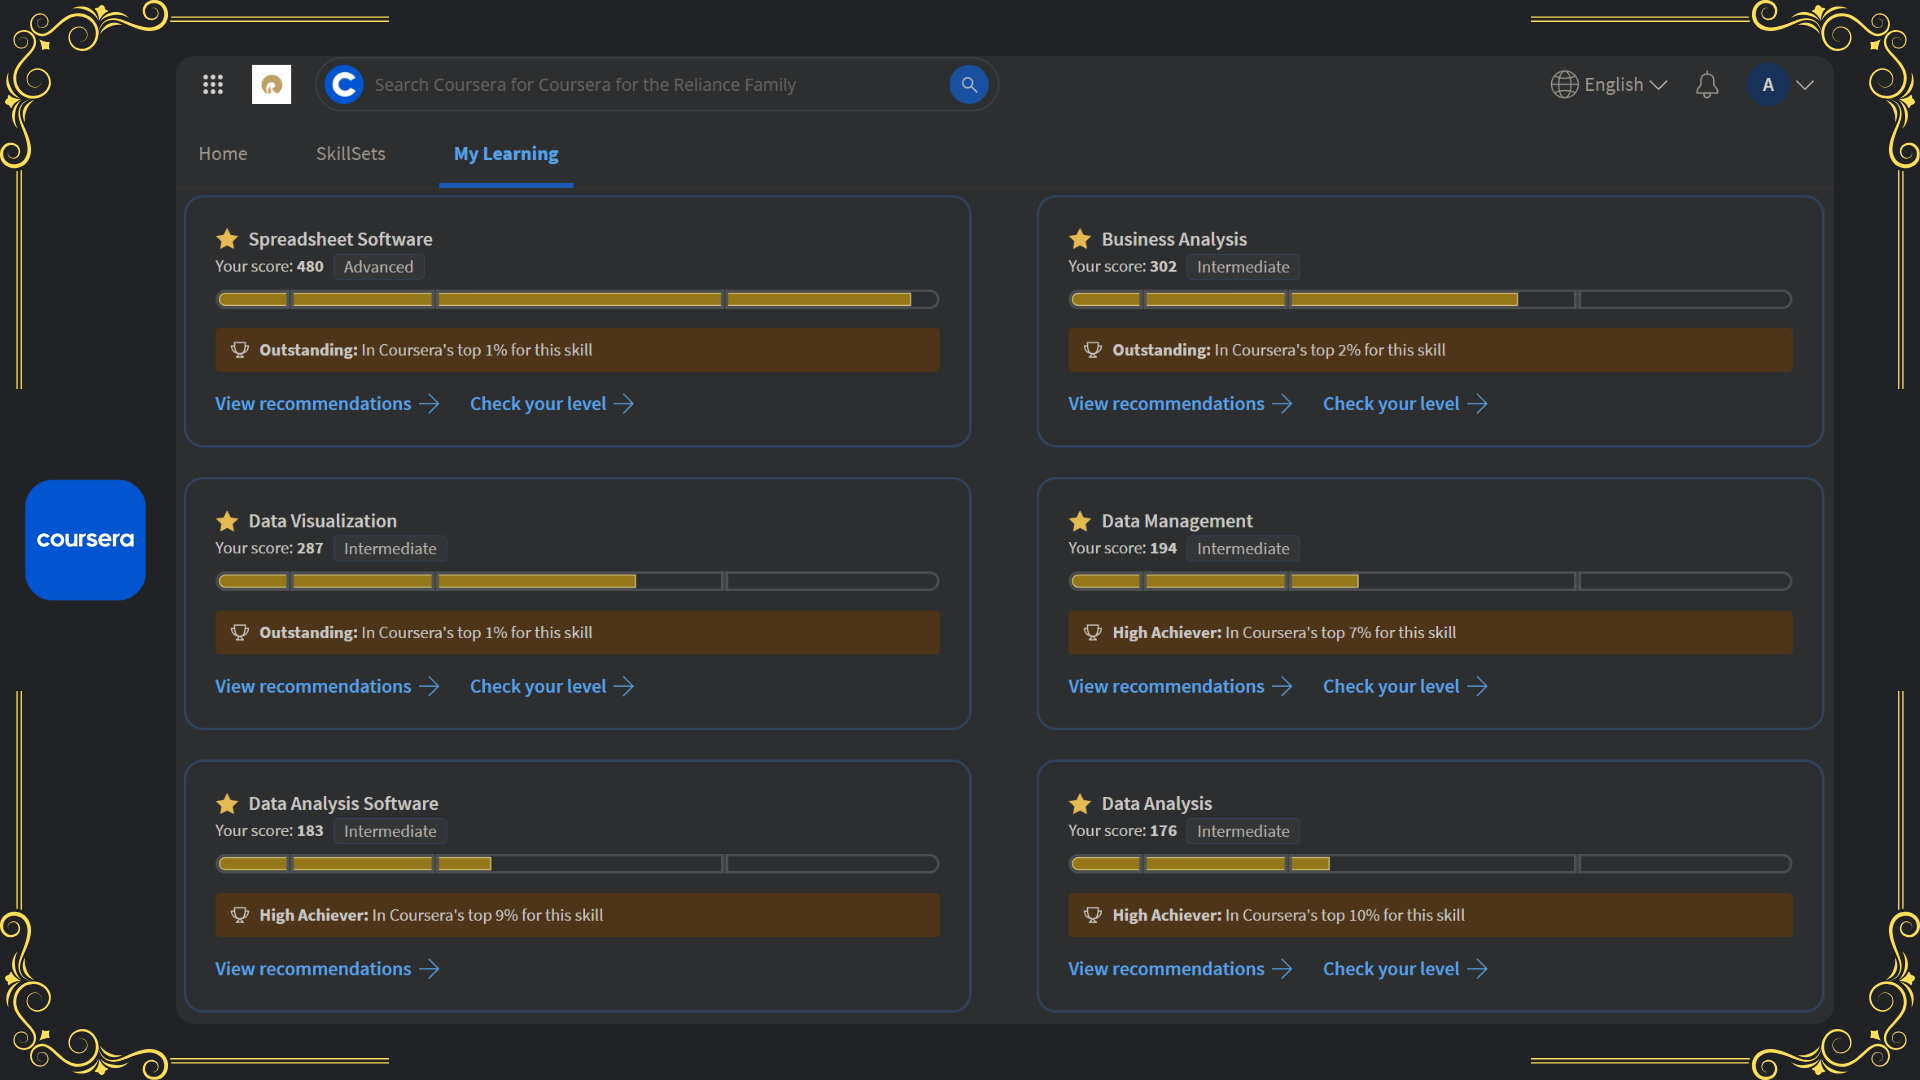 Search Coursera for Coursera for the Reliance Family
English
A
Home
SkillSets
My Learning
Spreadsheet Software
Your score: 480 Advanced
Outstanding: In Coursera's top 1% for this skill
View recommendations
Check your level
Business Analysis
Your score: 302 Intermediate
Outstanding: In Coursera's top 2% for this skill
View recommendations
Check your level
coursera
Data Visualization
Your score: 287 Intermediate
Outstanding: In Coursera's top 1% for this skill
View recommendations
Check your level
Data Management
Your score: 194 Intermediate
High Achiever: In Coursera's top 7% for this skill
View recommendations
Check your level
Data Analysis Software
Your score: 183 Intermediate
High Achiever: In Coursera's top 9% for this skill
View recommendations
Data Analysis
Your score: 176 Intermediate
High Achiever: In Coursera's top 10% for this skill
View recommendations
Check your level